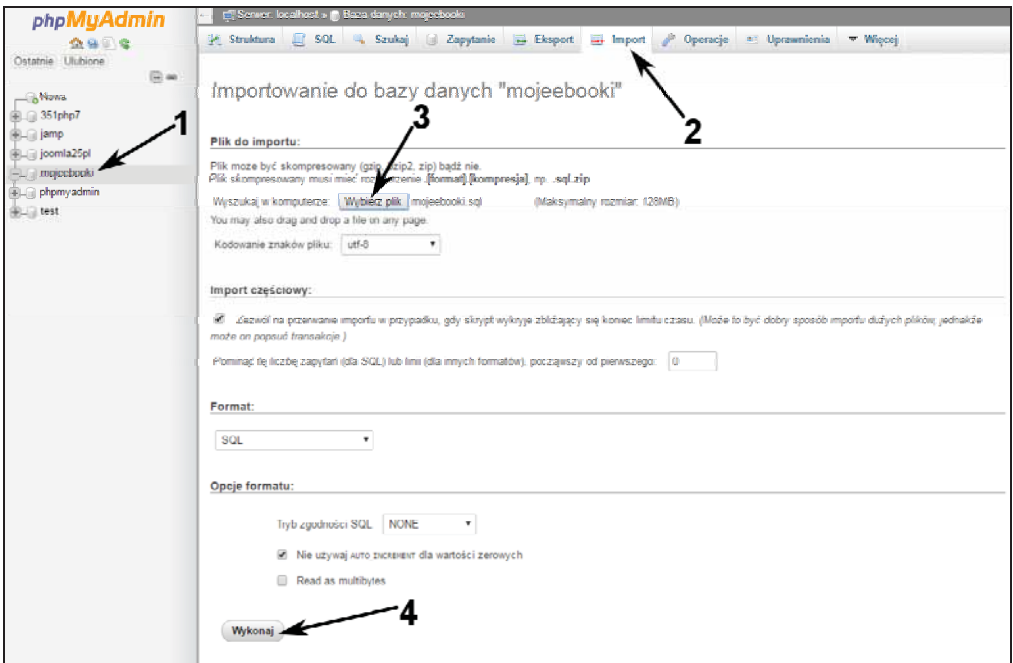 phpMyAdmin
Serwer: localhost » Baza danych: mojeebooki
Struktura SQL Szukaj Zapytanie Eksport Import Operacje Uprawnienia Więcej
Ostatnie Ulubione
Nowa
351php7
jamp
joomla25pl
mojeebooki
phpmyadmin
test
1
2
Importowanie do bazy danych "mojeebooki"
3
Plik do importu:
Plik może być skompresowany (gzip, bzip2, zip) bądź nie.
Plik skompresowany musi mieć rozszerzenie .[format].[kompresja], np. .sql.zip
Wyszukaj w komputerze: Wybierz plik mojeebooki.sql (Maksymalny rozmiar: 128MB)
You may also drag and drop a file on any page.
Kodowanie znaków pliku: utf-8
Import częściowy:
Zezwól na przerwanie importu w przypadku, gdy skrypt wykryje zbliżający się koniec limitu czasu. (Może to być dobry sposób importu dużych plików, jednakże
może on popsuć transakcje.)
Pominąć tę liczbę zapytań (dla SQL) lub linii (dla innych formatów), począwszy od pierwszego: 0
Format:
SQL
Opcje formatu:
Tryb zgodności SQL NONE
Nie używaj AUTO_INCREMENT dla wartości zerowych
Read as multibytes
4
Wykonaj